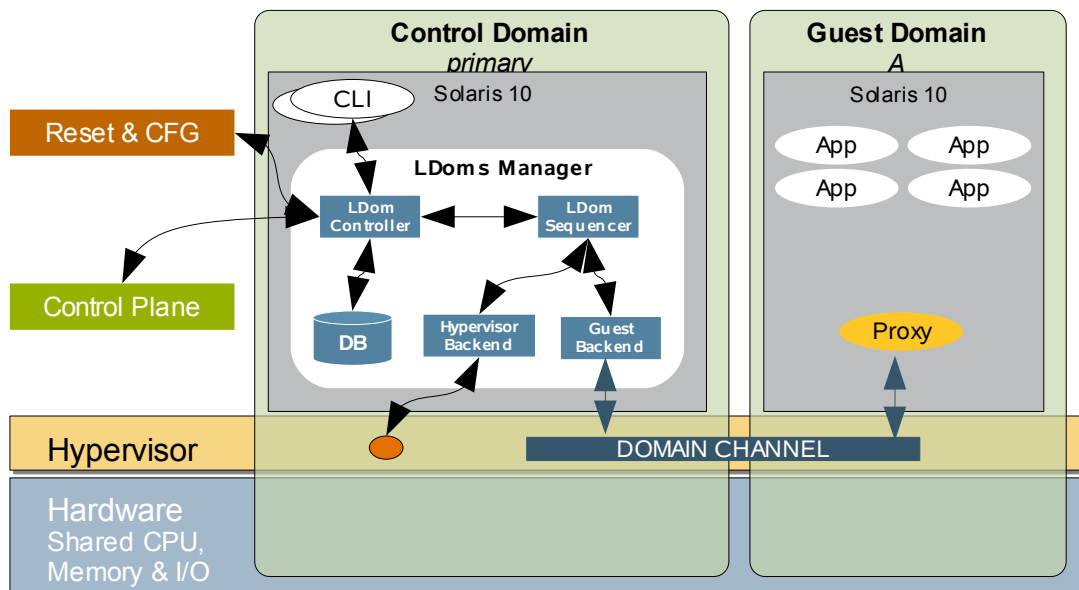 Control Domain
primary
Guest Domain
A
Solaris 10
Solaris 10
CLI
Reset & CFG
App
App
App
App
LDoms Manager
LDom
Controller
LDom
Sequencer
Control Plane
DB
Hypervisor
Backend
Guest
Backend
Proxy
Hypervisor
DOMAIN CHANNEL
Hardware
Shared CPU,
Memory & I/O